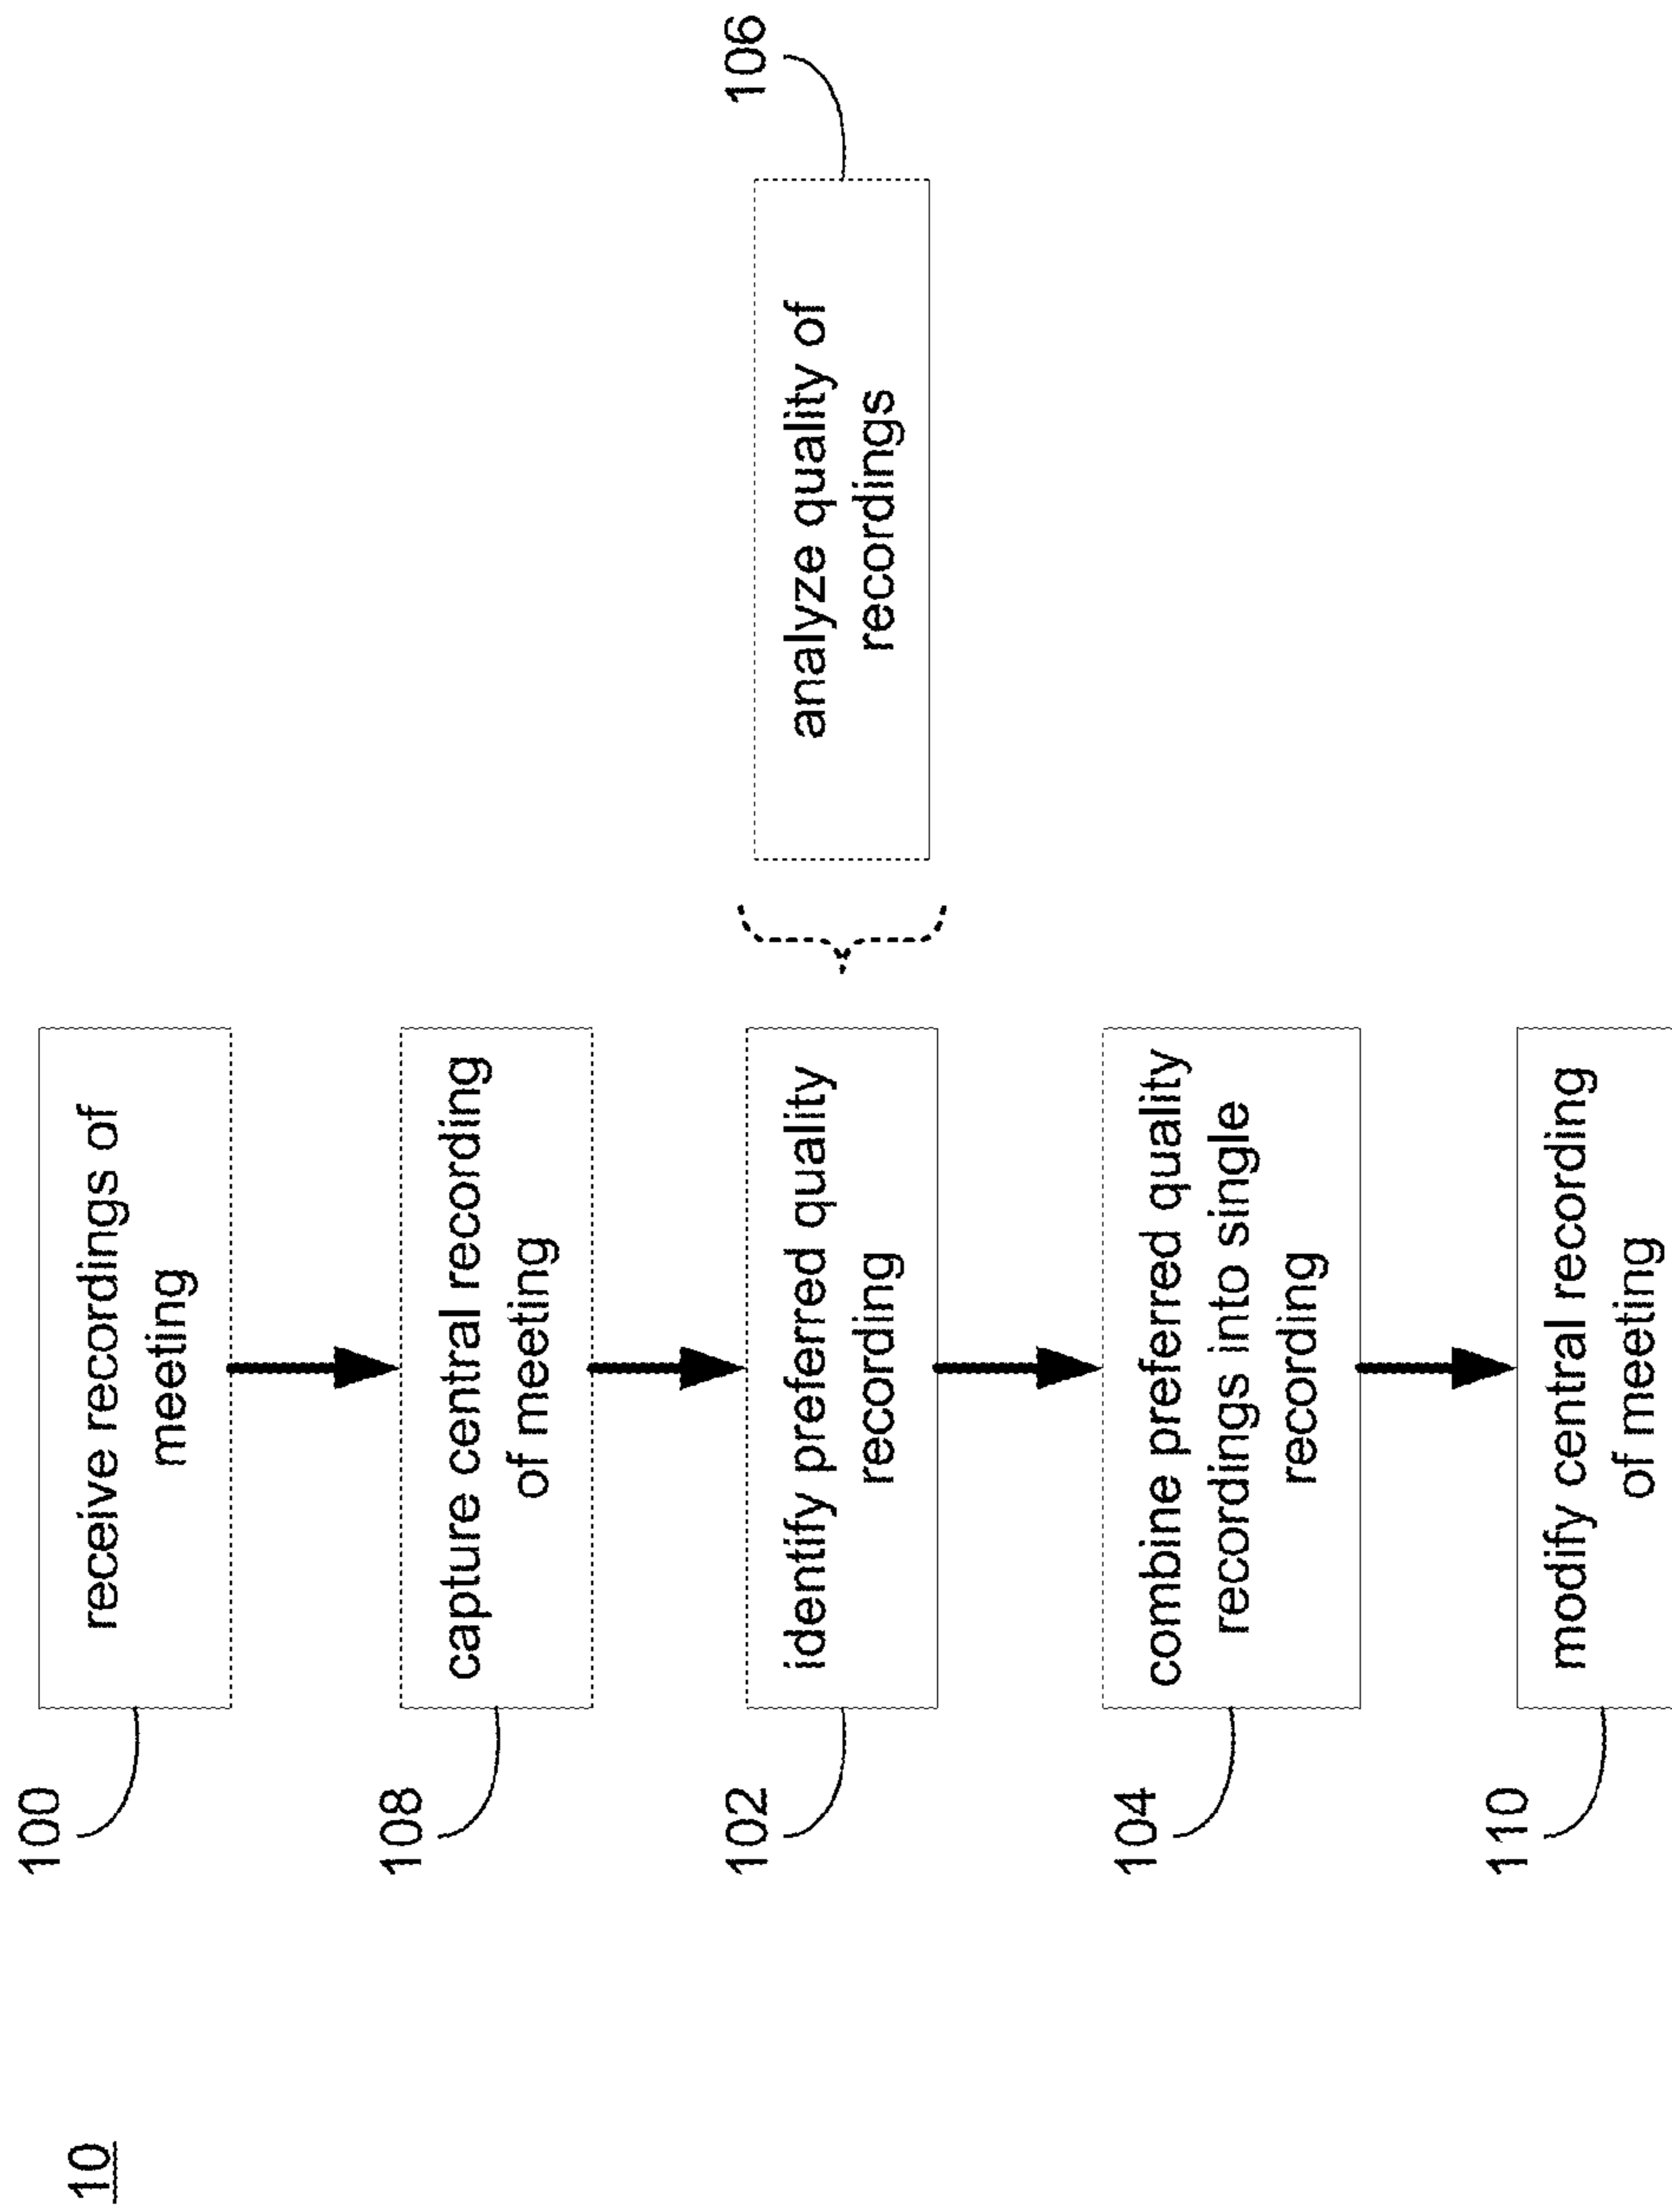 10
100
receive recordings of
meeting
108
capture central recording
of meeting
102
identify preferred quality
recording
analyze quality of
recordings
106
104
combine preferred quality
recordings into single
recording
110
modify central recording
of meeting